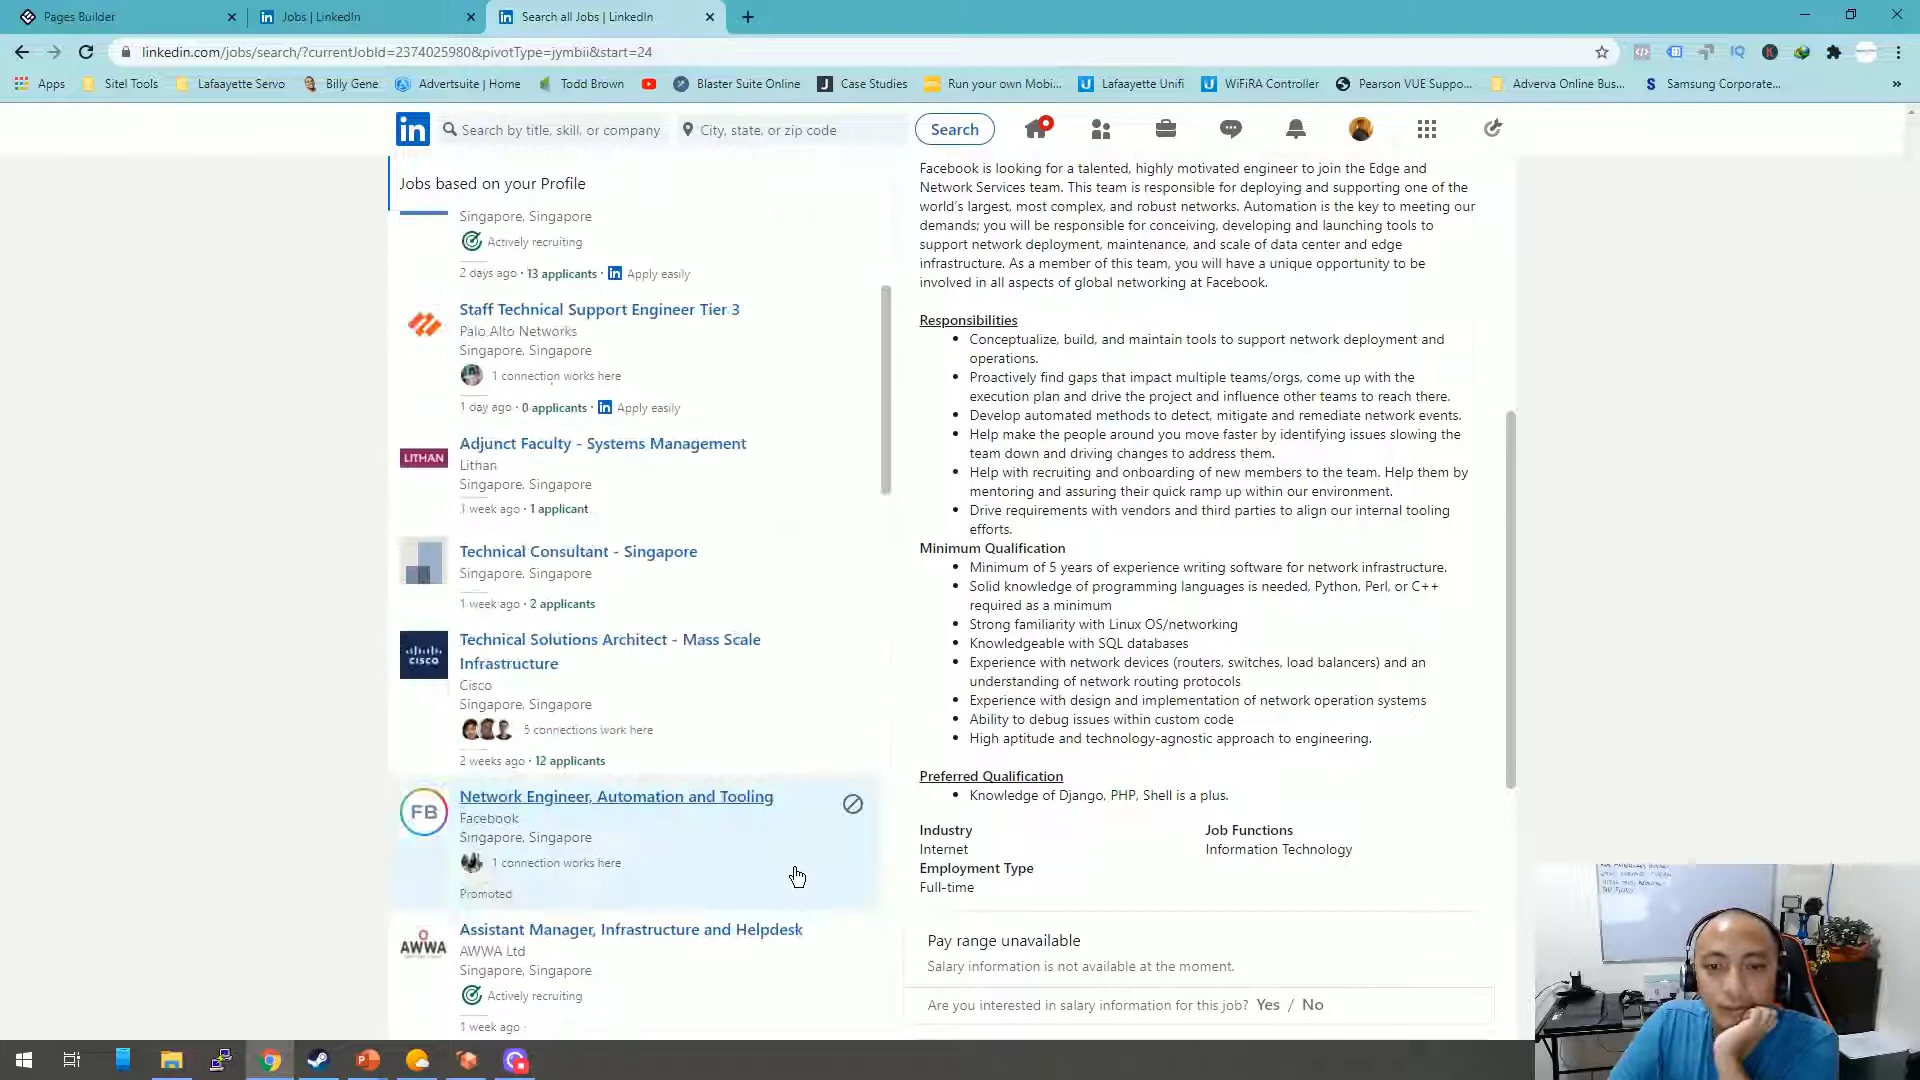 Pages Builder
Jobs | LinkedIn
Search all Jobs | LinkedIn
linkedin.com/jobs/search/?currentJobId=2374025980&pivotType=jymbii&start=24
Apps
Sitel Tools
Lafaayette Servo
Billy Gene
Advertsuite | Home
Todd Brown
Blaster Suite Online
Case Studies
Run your own Mobi...
Lafaayette Unifi
WiFiRA Controller
Pearson VUE Suppo...
Adverva Online Bus...
Samsung Corporate...
in
Search by title, skill, or company
City, state, or zip code
Search
Jobs based on your Profile
Singapore, Singapore
Actively recruiting
2 days ago · 13 applicants · in Apply easily
Staff Technical Support Engineer Tier 3
Palo Alto Networks
Singapore, Singapore
1 connection works here
1 day ago · 0 applicants · in Apply easily
LITHAN
Adjunct Faculty - Systems Management
Lithan
Singapore, Singapore
1 week ago · 1 applicant
Technical Consultant - Singapore
Singapore, Singapore
1 week ago · 2 applicants
CISCO
Technical Solutions Architect - Mass Scale
Infrastructure
Cisco
Singapore, Singapore
5 connections work here
2 weeks ago · 12 applicants
FB
Network Engineer, Automation and Tooling
Facebook
Singapore, Singapore
1 connection works here
Promoted
AWWA
Assistant Manager, Infrastructure and Helpdesk
AWWA Ltd
Singapore, Singapore
Actively recruiting
1 week ago ·
Facebook is looking for a talented, highly motivated engineer to join the Edge and
Network Services team. This team is responsible for deploying and supporting one of the
world's largest, most complex, and robust networks. Automation is the key to meeting our
demands; you will be responsible for conceiving, developing and launching tools to
support network deployment, maintenance, and scale of data center and edge
infrastructure. As a member of this team, you will have a unique opportunity to be
involved in all aspects of global networking at Facebook.
Responsibilities
• Conceptualize, build, and maintain tools to support network deployment and
operations.
• Proactively find gaps that impact multiple teams/orgs, come up with the
execution plan and drive the project and influence other teams to reach there.
• Develop automated methods to detect, mitigate and remediate network events.
• Help make the people around you move faster by identifying issues slowing the
team down and driving changes to address them.
• Help with recruiting and onboarding of new members to the team. Help them by
mentoring and assuring their quick ramp up within our environment.
• Drive requirements with vendors and third parties to align our internal tooling
efforts.
Minimum Qualification
• Minimum of 5 years of experience writing software for network infrastructure.
• Solid knowledge of programming languages is needed, Python, Perl, or C++
required as a minimum
• Strong familiarity with Linux OS/networking
• Knowledgeable with SQL databases
• Experience with network devices (routers, switches, load balancers) and an
understanding of network routing protocols
• Experience with design and implementation of network operation systems
• Ability to debug issues within custom code
• High aptitude and technology-agnostic approach to engineering.
Preferred Qualification
• Knowledge of Django, PHP, Shell is a plus.
Industry
Internet
Employment Type
Full-time
Job Functions
Information Technology
Pay range unavailable
Salary information is not available at the moment.
Are you interested in salary information for this job? Yes / No